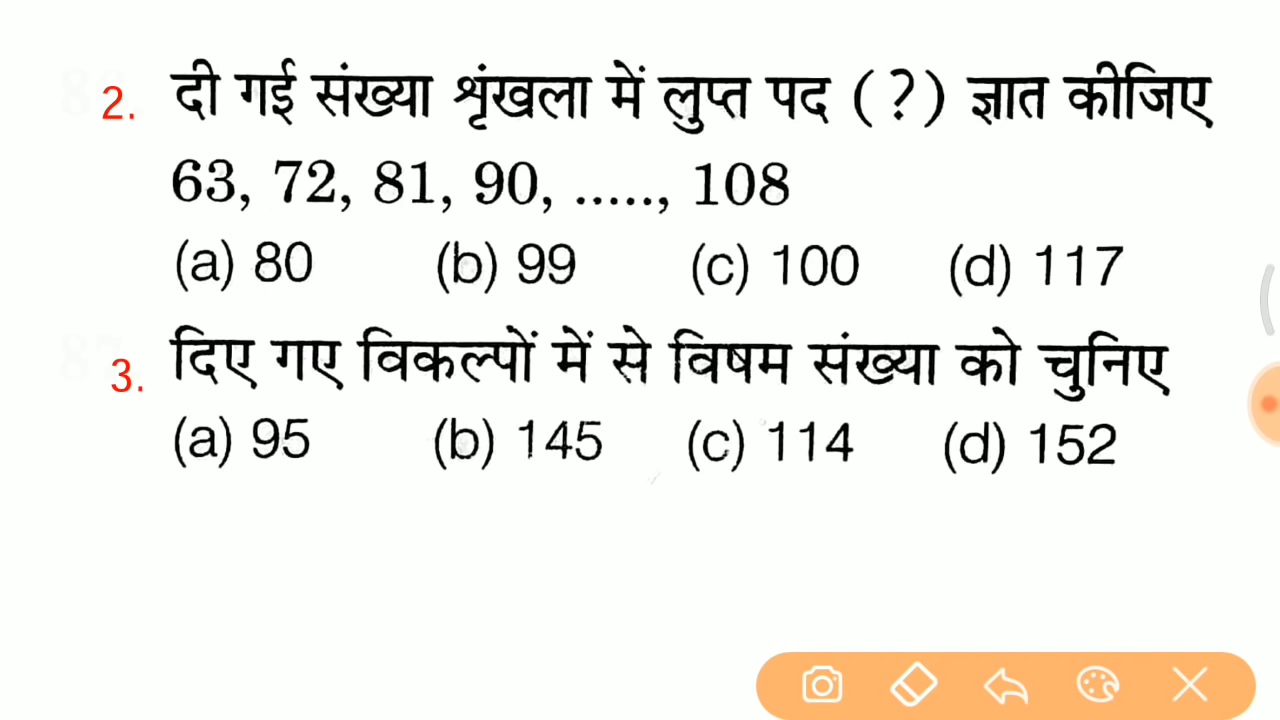 2. दी गई संख्या शृंखला में लुप्त पद (?) ज्ञात कीजिए
63, 72, 81, 90, ....., 108
(a) 80 (b) 99 (c) 100 (d) 117
3. दिए गए विकल्पों में से विषम संख्या को चुनिए
(a) 95 (b) 145 (c) 114 (d) 152